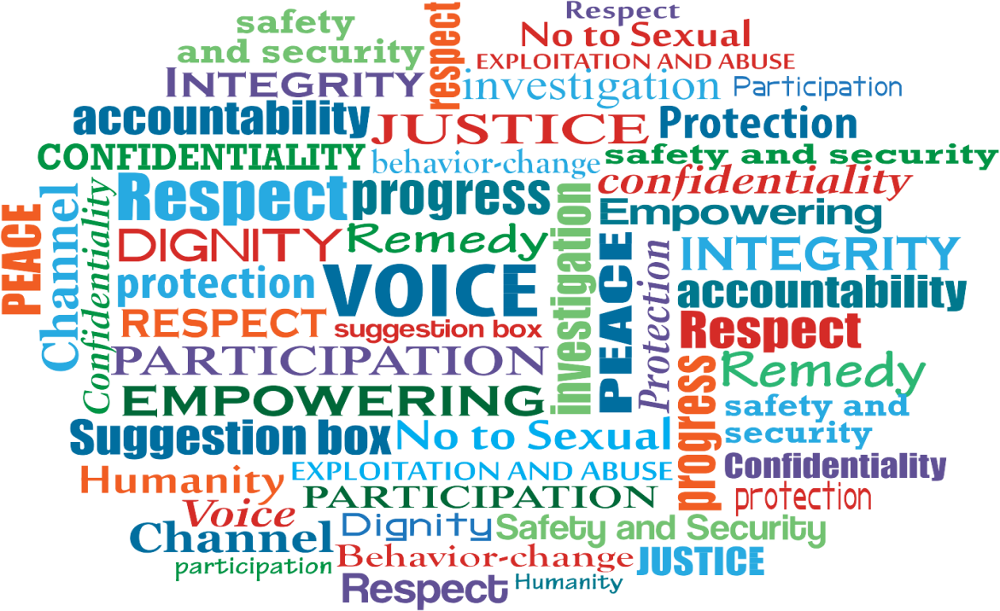 Respect
safety
and security
respect
No to Sexual
EXPLOITATION AND ABUSE
INTEGRITY
investigation
Participation
accountability
JUSTICE
Protection
CONFIDENTIALITY
behavior-change
safety and security
confidentiality
PEACE
Channel
Confidentiality
Respect
progress
investigation
Empowering
DIGNITY
Remedy
PEACE
Protection
INTEGRITY
protection
VOICE
accountability
RESPECT
suggestion box
Respect
PARTICIPATION
progress
Remedy
EMPOWERING
safety and
security
Suggestion box
No to Sexual
EXPLOITATION AND ABUSE
Confidentiality
Humanity
PARTICIPATION
protection
Voice
Channel
Dignity
Safety and Security
participation
Behavior-change
JUSTICE
Respect
Humanity